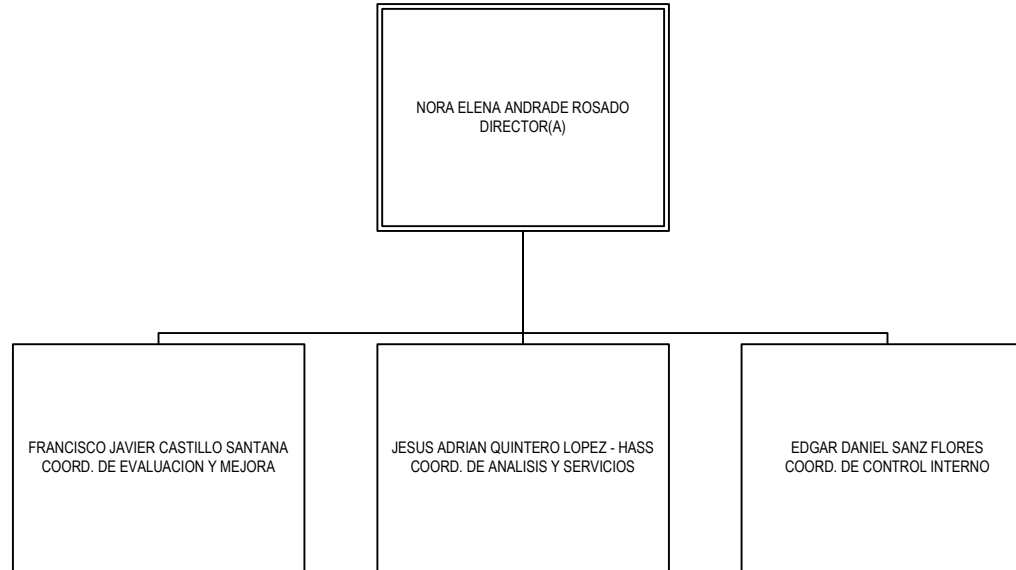 NORA ELENA ANDRADE ROSADO
DIRECTOR(A)
FRANCISCO JAVIER CASTILLO SANTANA
COORD. DE EVALUACION Y MEJORA
JESUS ADRIAN QUINTERO LOPEZ - HASS
COORD. DE ANALISIS Y SERVICIOS
EDGAR DANIEL SANZ FLORES
COORD. DE CONTROL INTERNO